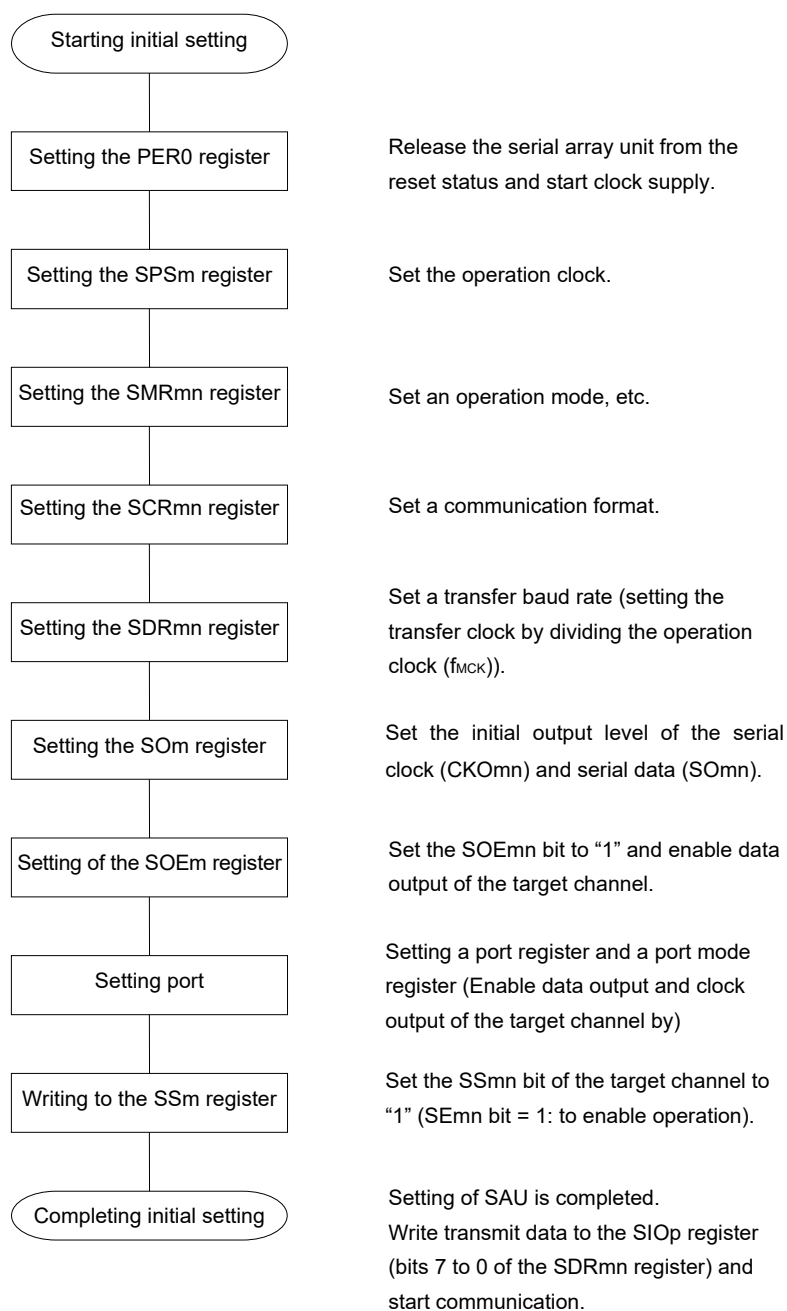 Starting initial setting
Setting the PER0 register
Release the serial array unit from the
reset status and start clock supply.
Setting the SPSm register
Set the operation clock.
Setting the SMRmn register
Set an operation mode, etc.
Setting the SCRmn register
Set a communication format.
Setting the SDRmn register
Set a transfer baud rate (setting the
transfer clock by dividing the operation
clock (fMCK)).
Setting the SOm register
Set the initial output level of the serial
clock (CKOmn) and serial data (SOmn).
Setting of the SOEm register
Set the SOEmn bit to “1” and enable data
output of the target channel.
Setting port
Setting a port register and a port mode
register (Enable data output and clock
output of the target channel by)
Writing to the SSm register
Set the SSmn bit of the target channel to
“1” (SEmn bit = 1: to enable operation).
Completing initial setting
Setting of SAU is completed.
Write transmit data to the SIOp register
(bits 7 to 0 of the SDRmn register) and
start communication.